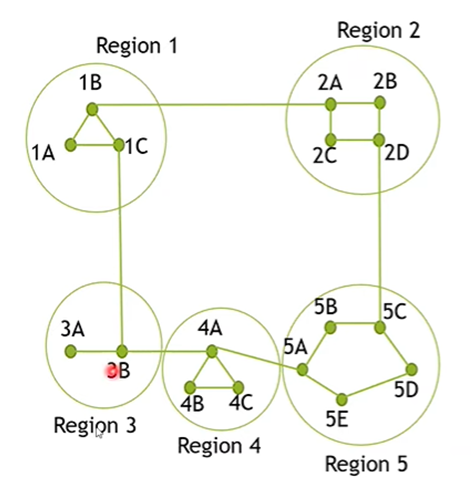 Region 1
Region 2
1B
2A
2B
1A
1C
2C
2D
3A
3B
4A
4B
4C
5A
5B
5C
5D
5E
Region 3
Region 4
Region 5